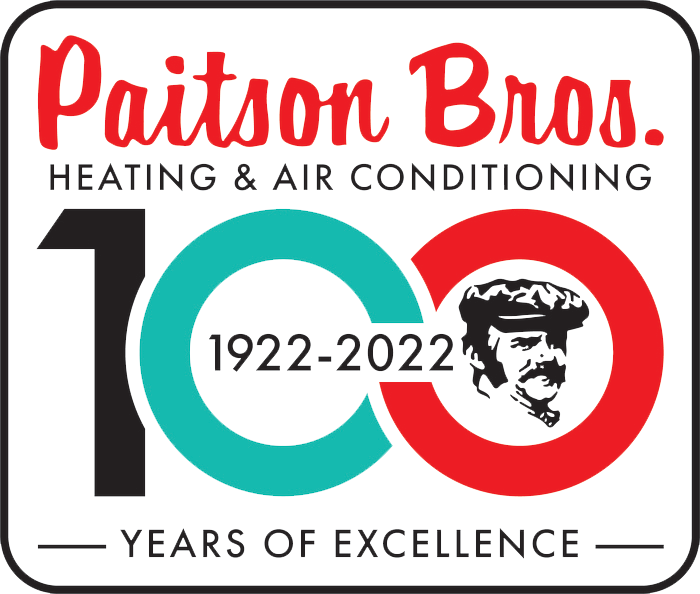 Paitson Bros.
HEATING & AIR CONDITIONING
100
1922-2022
YEARS OF EXCELLENCE